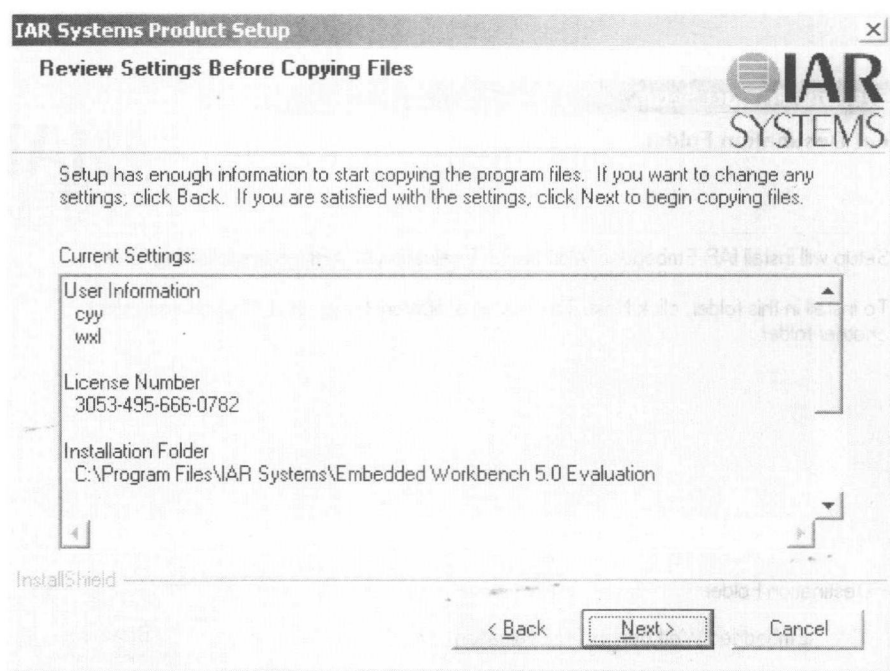 IAR Systems Product Setup
Review Settings Before Copying Files
IAR
SYSTEMS
Setup has enough information to start copying the program files. If you want to change any
settings, click Back. If you are satisfied with the settings, click Next to begin copying files.
Current Settings:
User Information
cyy
wxl
License Number
3053-495-666-0782
Installation Folder
C:\Program Files\IAR Systems\Embedded Workbench 5.0 Evaluation
InstallShield
< Back
Next >
Cancel